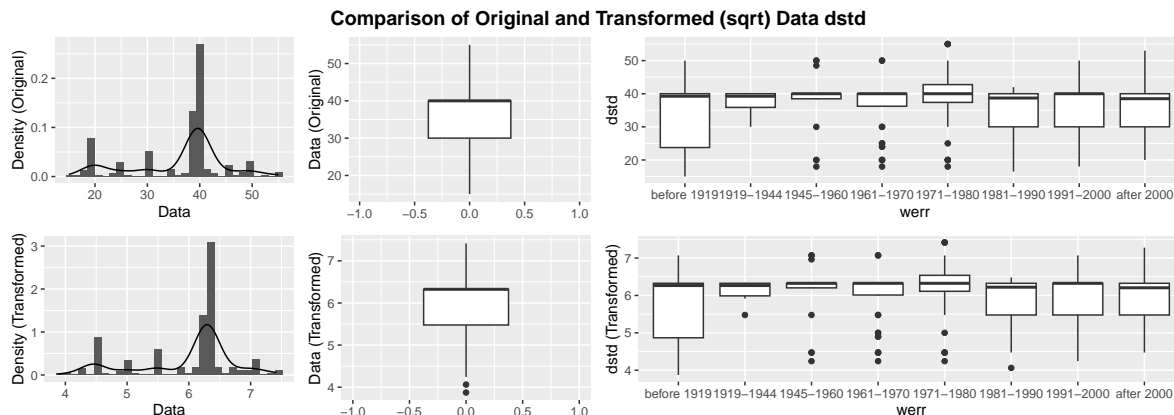 Comparison of Original and Transformed (sqrt) Data dstd
Density (Original)
0.2
0.1
0.0
20 30 40 50
Data
Data (Original)
50
40
30
20
−1.0 −0.5 0.0 0.5 1.0
dstd
50
40
30
20
before 1919 1919−1944 1945−1960 1961−1970 1971−1980 1981−1990 1991−2000 after 2000
werr
Density (Transformed)
3
2
1
0
4 5 6 7
Data
Data (Transformed)
7
6
5
4
−1.0 −0.5 0.0 0.5 1.0
dstd (Transformed)
7
6
5
4
before 1919 1919−1944 1945−1960 1961−1970 1971−1980 1981−1990 1991−2000 after 2000
werr